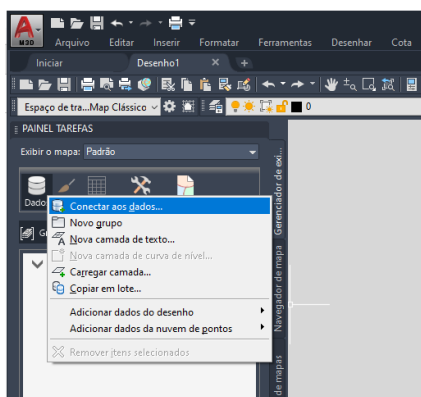 M3D
Arquivo Editar Inserir Formatar Ferramentas Desenhar Cota
Iniciar Desenho1
Espaço de tra...Map Clássico 0
PAINEL TAREFAS
Exibir o mapa: Padrão
Dado
Conectar aos dados...
Novo grupo
Nova camada de texto...
Nova camada de curva de nível...
Carregar camada...
Copiar em lote...
Adicionar dados do desenho
Adicionar dados da nuvem de pontos
Remover itens selecionados
Gerenciador de exi...
Navegador de mapa
de mapas